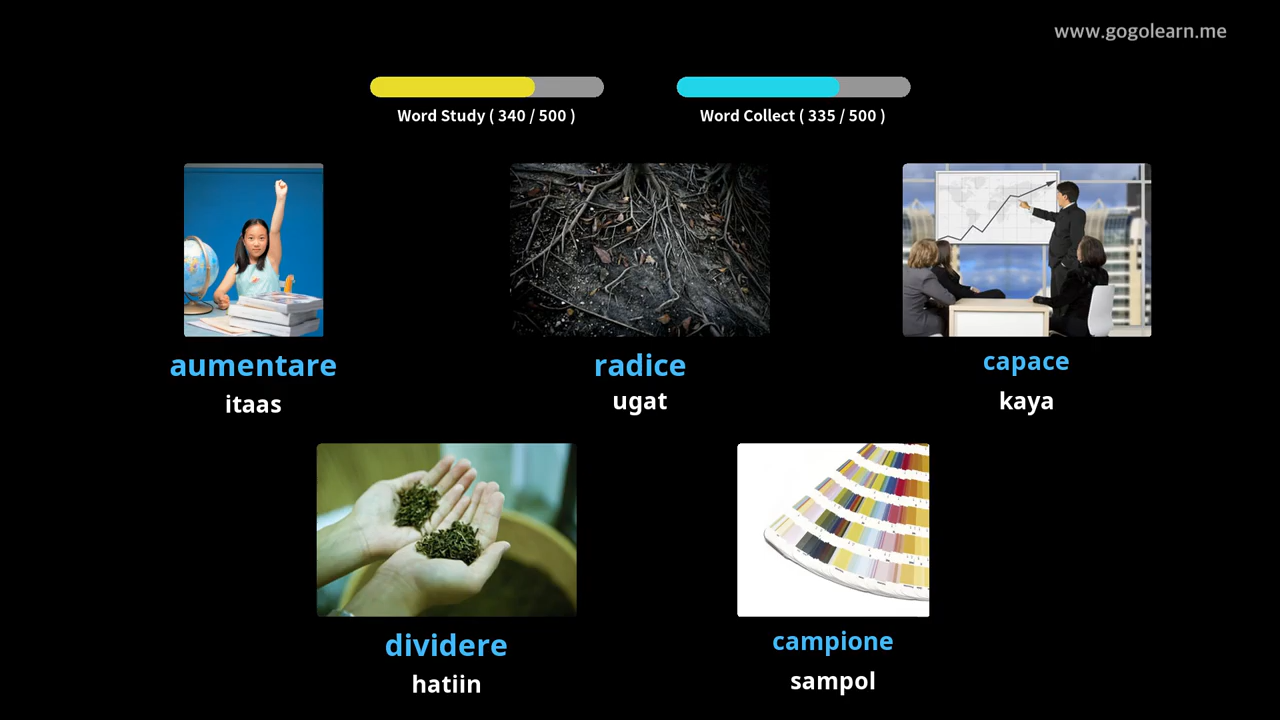 www.gogolearn.me
Word Study ( 340 / 500 )
Word Collect ( 335 / 500 )
aumentare
itaas
radice
ugat
capace
kaya
dividere
hatiin
campione
sampol